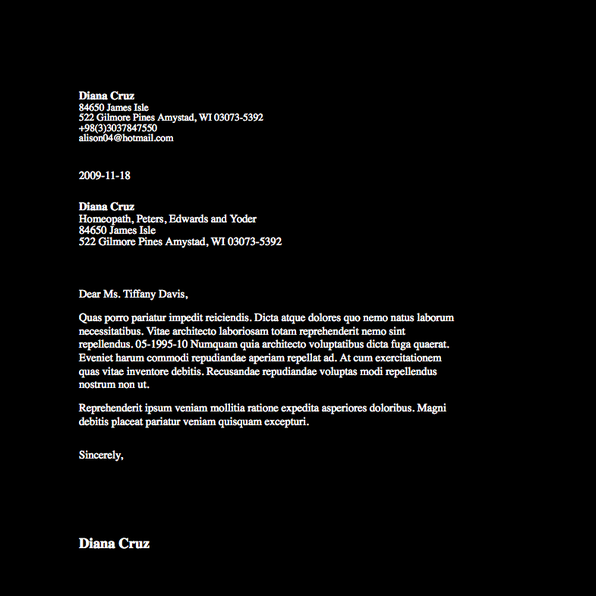 Diana Cruz
84650 James Isle
522 Gilmore Pines Amystad, WI 03073-5392
+98(3)3037847550
alison04@hotmail.com
2009-11-18
Diana Cruz
Homeopath, Peters, Edwards and Yoder
84650 James Isle
522 Gilmore Pines Amystad, WI 03073-5392
Dear Ms. Tiffany Davis,
Quas porro pariatur impedit reiciendis. Dicta atque dolores quo nemo natus laborum
necessitatibus. Vitae architecto laboriosam totam reprehenderit nemo sint
repellendus. 05-1995-10 Numquam quia architecto voluptatibus dicta fuga quaerat.
Eveniet harum commodi repudiandae aperiam repellat ad. At cum exercitationem
quas vitae inventore debitis. Recusandae repudiandae voluptas modi repellendus
nostrum non ut.
Reprehenderit ipsum veniam mollitia ratione expedita asperiores doloribus. Magni
debitis placeat pariatur veniam quisquam excepturi.
Sincerely,
Diana Cruz